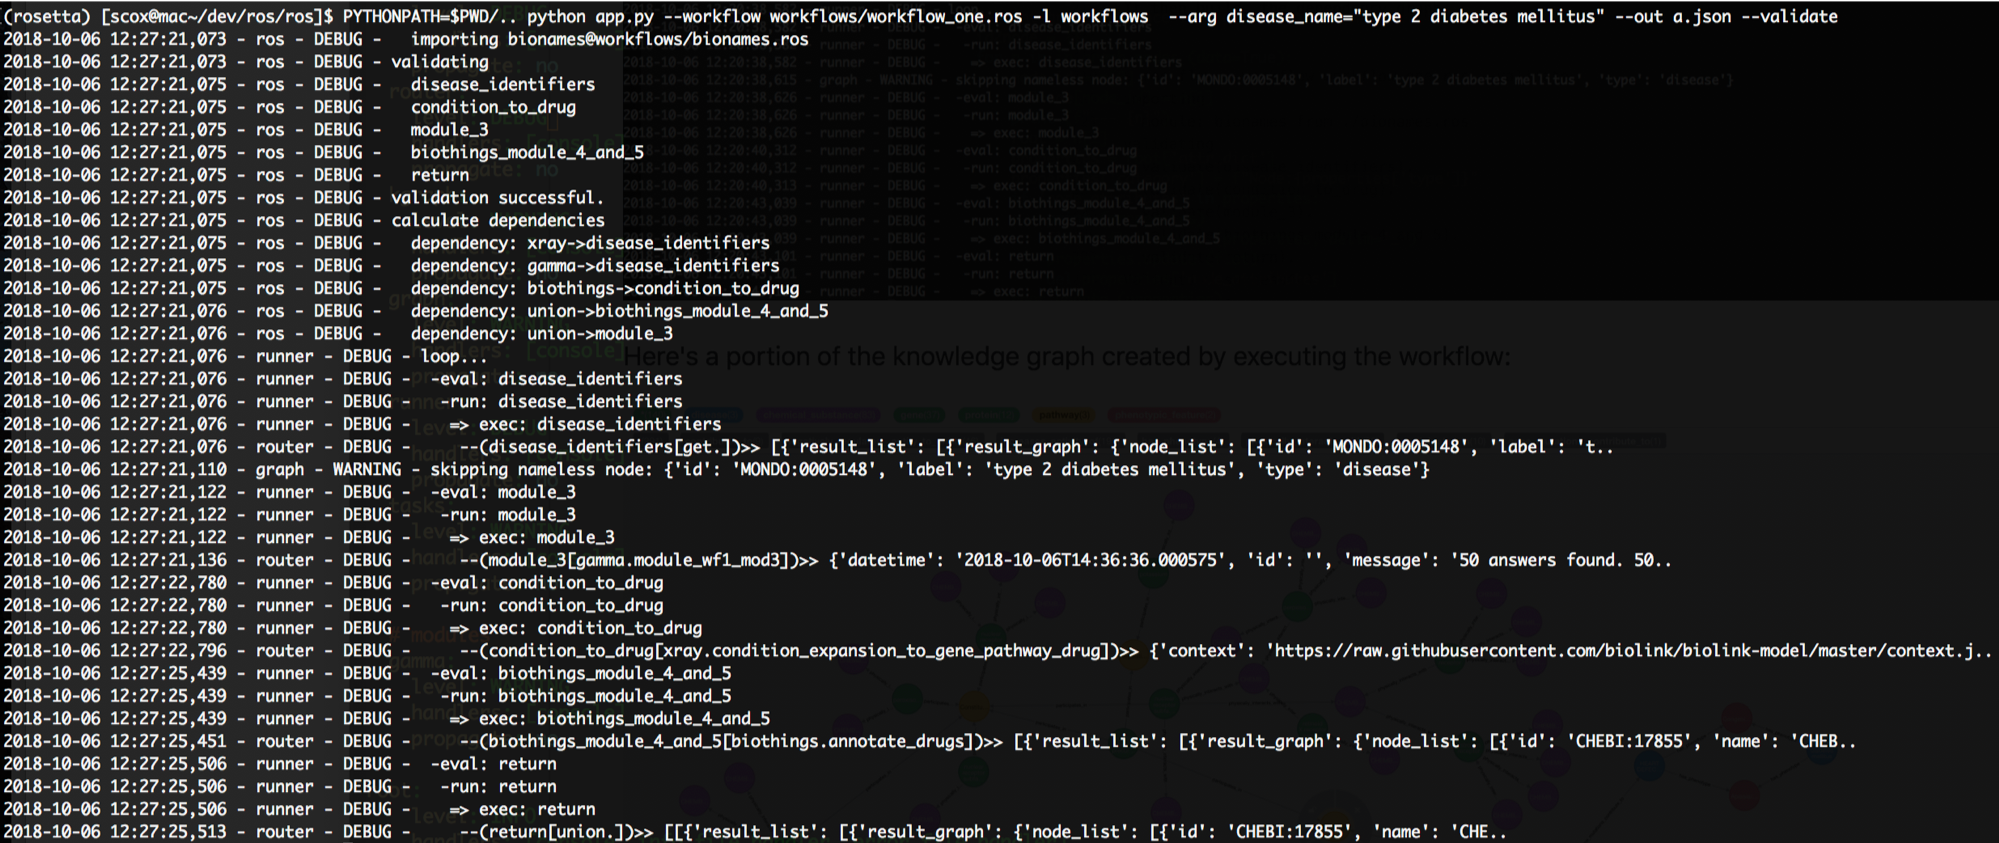 (rosetta) [scox@mac~/dev/ros/ros]$ PYTHONPATH=$PWD/.. python app.py --workflow workflows/workflow_one.ros -l workflows  --arg disease_name="type 2 diabetes mellitus" --out a.json --validate
2018-10-06 12:27:21,073 - ros - DEBUG -   importing bionames@workflows/bionames.ros
2018-10-06 12:27:21,073 - ros - DEBUG - validating
2018-10-06 12:27:21,075 - ros - DEBUG -   disease_identifiers
2018-10-06 12:27:21,075 - ros - DEBUG -   condition_to_drug
2018-10-06 12:27:21,075 - ros - DEBUG -   module_3
2018-10-06 12:27:21,075 - ros - DEBUG -   biothings_module_4_and_5
2018-10-06 12:27:21,075 - ros - DEBUG -   return
2018-10-06 12:27:21,075 - ros - DEBUG - validation successful.
2018-10-06 12:27:21,075 - ros - DEBUG - calculate dependencies
2018-10-06 12:27:21,075 - ros - DEBUG -   dependency: xray->disease_identifiers
2018-10-06 12:27:21,075 - ros - DEBUG -   dependency: gamma->disease_identifiers
2018-10-06 12:27:21,075 - ros - DEBUG -   dependency: biothings->condition_to_drug
2018-10-06 12:27:21,076 - ros - DEBUG -   dependency: union->biothings_module_4_and_5
2018-10-06 12:27:21,076 - ros - DEBUG -   dependency: union->module_3
2018-10-06 12:27:21,076 - runner - DEBUG - loop...
Here's a portion of the knowledge graph created by executing the workflow:
2018-10-06 12:27:21,076 - runner - DEBUG -  -eval: disease_identifiers
2018-10-06 12:27:21,076 - runner - DEBUG -   -run: disease_identifiers
2018-10-06 12:27:21,076 - runner - DEBUG -    => exec: disease_identifiers
2018-10-06 12:27:21,076 - router - DEBUG -     --(disease_identifiers[get.])>> [{'result_list': [{'result_graph': {'node_list': [{'id': 'MONDO:0005148', 'label': 't..
2018-10-06 12:27:21,110 - graph - WARNING - skipping nameless node: {'id': 'MONDO:0005148', 'label': 'type 2 diabetes mellitus', 'type': 'disease'}
2018-10-06 12:27:21,122 - runner - DEBUG -  -eval: module_3
2018-10-06 12:27:21,122 - runner - DEBUG -   -run: module_3
2018-10-06 12:27:21,122 - runner - DEBUG -    => exec: module_3
2018-10-06 12:27:21,136 - router - DEBUG -     --(module_3[gamma.module_wf1_mod3])>> {'datetime': '2018-10-06T14:36:36.000575', 'id': '', 'message': '50 answers found. 50..
2018-10-06 12:27:22,780 - runner - DEBUG -  -eval: condition_to_drug
2018-10-06 12:27:22,780 - runner - DEBUG -   -run: condition_to_drug
2018-10-06 12:27:22,780 - runner - DEBUG -    => exec: condition_to_drug
2018-10-06 12:27:22,796 - router - DEBUG -     --(condition_to_drug[xray.condition_expansion_to_gene_pathway_drug])>> {'context': 'https://raw.githubusercontent.com/biolink/biolink-model/master/context.j..
2018-10-06 12:27:25,439 - runner - DEBUG -  -eval: biothings_module_4_and_5
2018-10-06 12:27:25,439 - runner - DEBUG -   -run: biothings_module_4_and_5
2018-10-06 12:27:25,439 - runner - DEBUG -    => exec: biothings_module_4_and_5
2018-10-06 12:27:25,451 - router - DEBUG -     --(biothings_module_4_and_5[biothings.annotate_drugs])>> [{'result_list': [{'result_graph': {'node_list': [{'id': 'CHEBI:17855', 'name': 'CHEB..
2018-10-06 12:27:25,506 - runner - DEBUG -  -eval: return
2018-10-06 12:27:25,506 - runner - DEBUG -   -run: return
2018-10-06 12:27:25,506 - runner - DEBUG -    => exec: return
2018-10-06 12:27:25,513 - router - DEBUG -     --(return[union.])>> [[{'result_list': [{'result_graph': {'node_list': [{'id': 'CHEBI:17855', 'name': 'CHE..